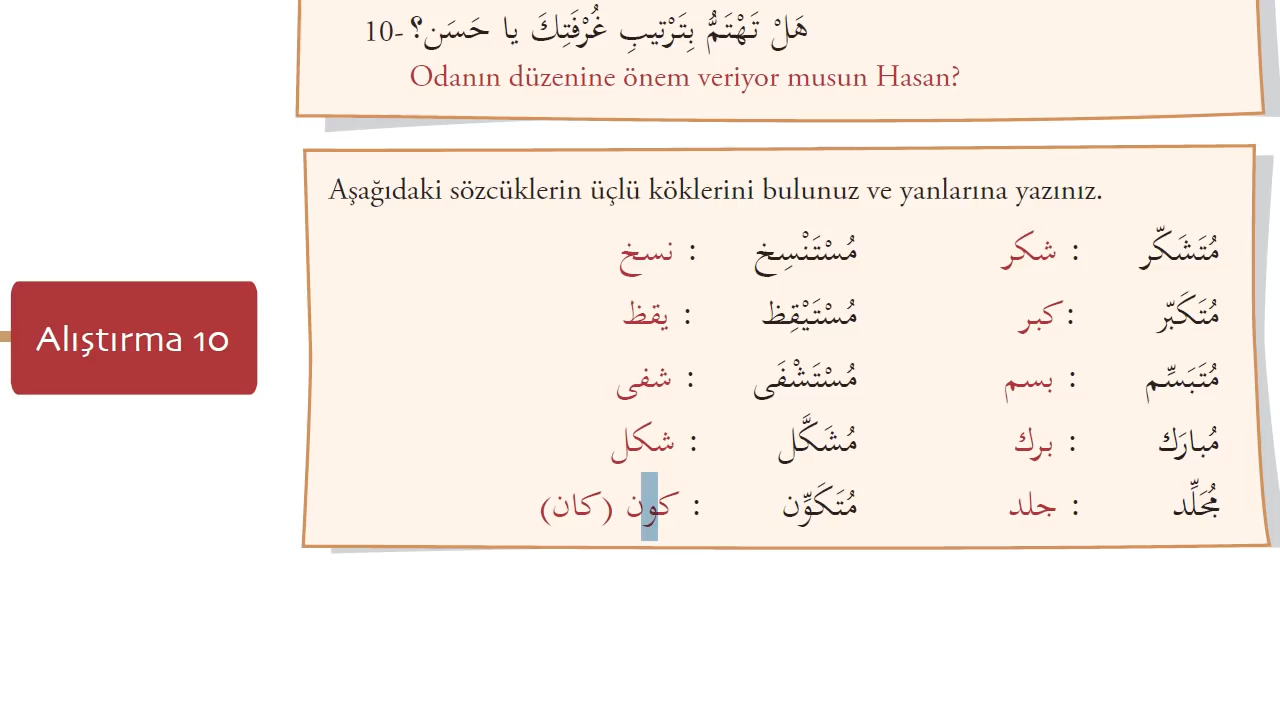 10- هَلْ تَهْتَمُّ بِتَرْتيبِ غُرْفَتِكَ يا حَسَن؟
Odanın düzenine önem veriyor musun Hasan?
Alıştırma 10
Aşağıdaki sözcüklerin üçlü köklerini bulunuz ve yanlarına yazınız.
مُتَشَكّر : شكر مُسْتَنْسِخ : نسخ
مُتَكَبّر : كبر مُسْتَيْقِظ : يقظ
مُتَبَسِّم : بسم مُسْتَشْفَى : شفى
مُبارَك : برك مُشَكَّل : شكل
مُجَلِّد : جلد مُتَكَوِّن : كون (كان)